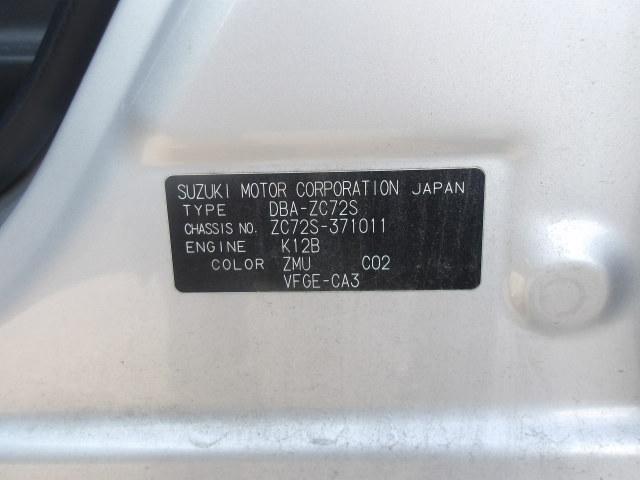 SUZUKI MOTOR CORPORATION JAPAN
TYPE DBA-ZC72S
CHASSIS NO. ZC72S-371011
ENGINE K12B
COLOR ZMU C02
VFGE-CA3